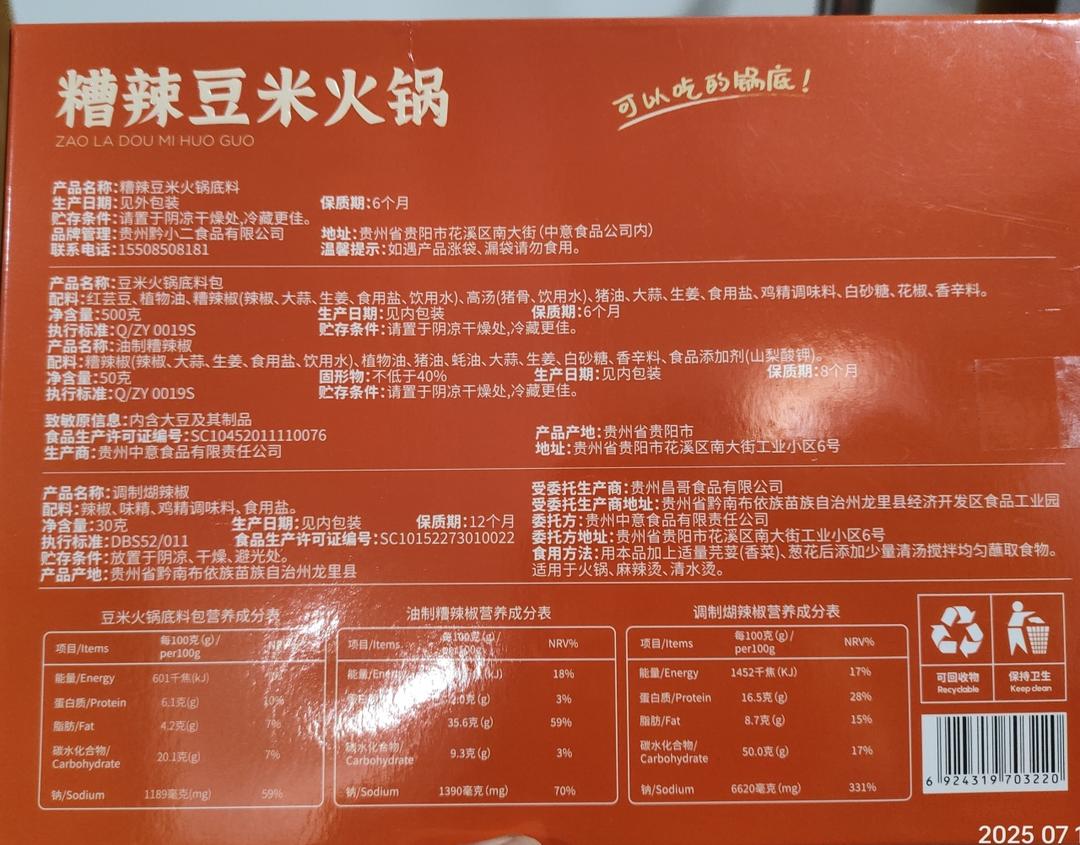 糟辣豆米火锅
ZAO LA DOU MI HUO GUO
可以吃的锅底！
产品名称:糟辣豆米火锅底料
生产日期:见外包装 保质期:6个月
贮存条件:请置于阴凉干燥处,冷藏更佳。
品牌管理:贵州黔小二食品有限公司 地址:贵州省贵阳市花溪区南大街(中意食品公司内)
联系电话:15508508181 温馨提示:如遇产品涨袋、漏袋请勿食用。
产品名称:豆米火锅底料包
配料:红芸豆、植物油、糟辣椒(辣椒、大蒜、生姜、食用盐、饮用水)、高汤(猪骨、饮用水)、猪油、大蒜、生姜、食用盐、鸡精调味料、白砂糖、花椒、香辛料。
净含量:500克 生产日期:见内包装 保质期:6个月
执行标准:Q/ZY 0019S 贮存条件:请置于阴凉干燥处,冷藏更佳。
产品名称:油制糟辣椒
配料:糟辣椒(辣椒、大蒜、生姜、食用盐、饮用水)、植物油、猪油、蚝油、大蒜、生姜、白砂糖、香辛料、食品添加剂(山梨酸钾)。
净含量:50克 固形物:不低于40% 生产日期:见内包装 保质期:8个月
执行标准:Q/ZY 0019S 贮存条件:请置于阴凉干燥处,冷藏更佳。
致敏原信息:内含大豆及其制品
食品生产许可证编号:SC10452011110076 产品产地:贵州省贵阳市
生产商:贵州中意食品有限责任公司 地址:贵州省贵阳市花溪区南大街工业小区6号
产品名称:调制煳辣椒
配料:辣椒、味精、鸡精调味料、食用盐。
净含量:30克 生产日期:见内包装 保质期:12个月
执行标准:DBS52/011 食品生产许可证编号:SC10152273010022
贮存条件:放置于阴凉、干燥、避光处。
产品产地:贵州省黔南布依族苗族自治州龙里县
受委托生产商:贵州昌哥食品有限公司
受委托生产商地址:贵州省黔南布依族苗族自治州龙里县经济开发区食品工业园
委托方:贵州中意食品有限责任公司
委托方地址:贵州省贵阳市花溪区南大街工业小区6号
食用方法:用本品加上适量芫荽(香菜)、葱花后添加少量清汤搅拌均匀蘸取食物。
适用于火锅、麻辣烫、清水烫。
豆米火锅底料包营养成分表
项目/Items 每100克(g)/per100g
能量/Energy 601千焦(kJ)
蛋白质/Protein 6.1克(g) 10%
脂肪/Fat 4.2克(g) 7%
碳水化合物/Carbohydrate 20.1克(g) 7%
钠/Sodium 1189毫克(mg) 59%
油制糟辣椒营养成分表
项目/Items 每100克(g)/per100g NRV%
能量/Energy (kJ) 18%
3%
35.6克(g) 59%
碳水化合物/Carbohydrate 9.3克(g) 3%
钠/Sodium 1390毫克(mg) 70%
调制煳辣椒营养成分表
项目/Items 每100克(g)/per100g NRV%
能量/Energy 1452千焦(KJ) 17%
蛋白质/Protein 16.5克(g) 28%
脂肪/Fat 8.7克(g) 15%
碳水化合物/Carbohydrate 50.0克(g) 17%
钠/Sodium 6620毫克(mg) 331%
可回收物 保持卫生
Recyclable Keep clean
6 924319 703220
2025 07